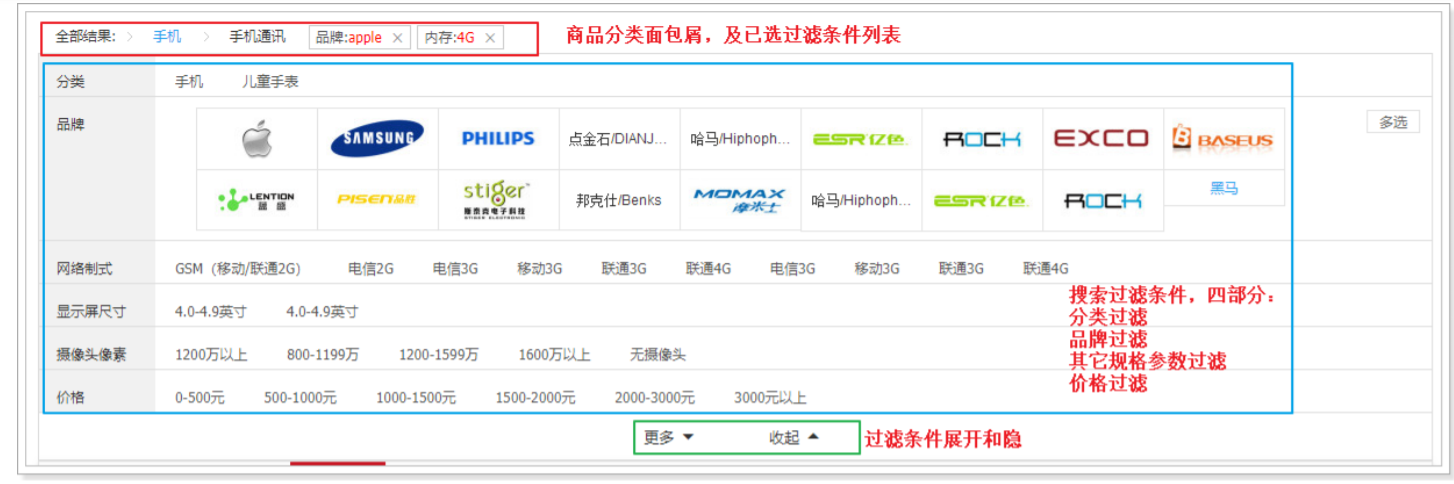 全部结果: 手机 手机通讯 品牌:apple × 内存:4G × 商品分类面包屑，及已选过滤条件列表
分类 手机 儿童手表
品牌 SAMSUNG PHILIPS 点金石/DIANJ... 哈马/Hiphoph... ESR亿色 ROCK EXCO B BASEUS 多选
LENTION PISEN品胜 stiger 邦克仕/Benks MOMAX 摩米士 哈马/Hiphoph... ESR亿色 ROCK 黑马
STIGER ELECTRONIC
网络制式 GSM（移动/联通2G） 电信2G 电信3G 移动3G 联通3G 联通4G 电信3G 移动3G 联通3G 联通4G
显示屏尺寸 4.0-4.9英寸 4.0-4.9英寸
搜索过滤条件，四部分：
分类过滤
摄像头像素 1200万以上 800-1199万 1200-1599万 1600万以上 无摄像头
品牌过滤
其它规格参数过滤
价格 0-500元 500-1000元 1000-1500元 1500-2000元 2000-3000元 3000元以上
价格过滤
更多 收起 过滤条件展开和隐